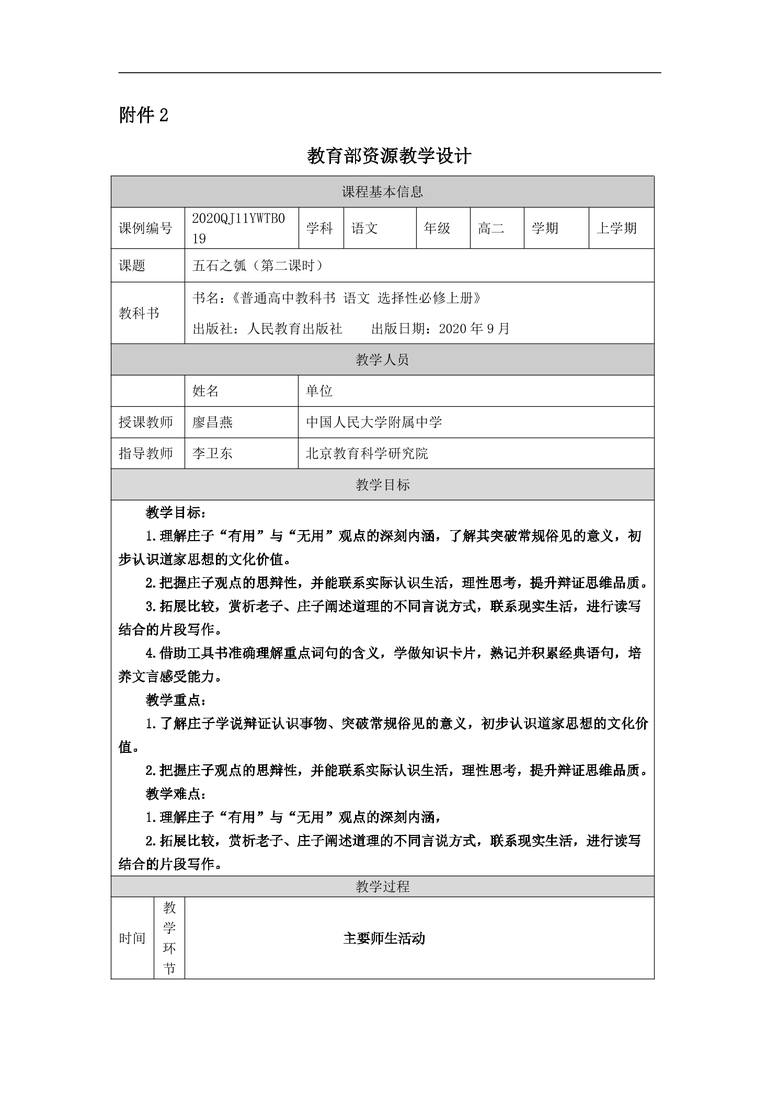 附件 2
教育部资源教学设计
课程基本信息
课例编号 2020QJ11YWTB0 19 学科 语文 年级 高二 学期 上学期
课题 五石之瓠（第二课时）
教科书
书名：《普通高中教科书 语文 选择性必修上册》
出版社：人民教育出版社 出版日期：2020 年 9 月
教学人员
姓名 单位
授课教师 廖昌燕 中国人民大学附属中学
指导教师 李卫东 北京教育科学研究院
教学目标
教学目标：
1.理解庄子“有用”与“无用”观点的深刻内涵，了解其突破常规俗见的意义，初
步认识道家思想的文化价值。
2.把握庄子观点的思辩性，并能联系实际认识生活，理性思考，提升辩证思维品质。
3.拓展比较，赏析老子、庄子阐述道理的不同言说方式，联系现实生活，进行读写
结合的片段写作。
4.借助工具书准确理解重点词句的含义，学做知识卡片，熟记并积累经典语句，培
养文言感受能力。
教学重点：
1.了解庄子学说辩证认识事物、突破常规俗见的意义，初步认识道家思想的文化价
值。
2.把握庄子观点的思辩性，并能联系实际认识生活，理性思考，提升辩证思维品质。
教学难点：
1.理解庄子“有用”与“无用”观点的深刻内涵，
2.拓展比较，赏析老子、庄子阐述道理的不同言说方式，联系现实生活，进行读写
结合的片段写作。
教学过程
时间 教学环节 主要师生活动